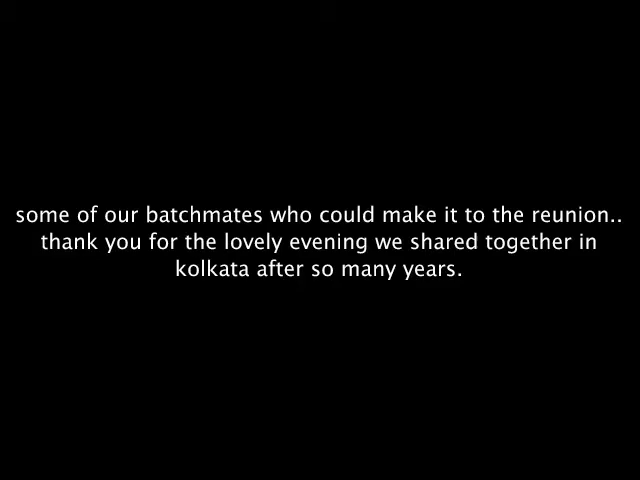 some of our batchmates who could make it to the reunion..
thank you for the lovely evening we shared together in
kolkata after so many years.